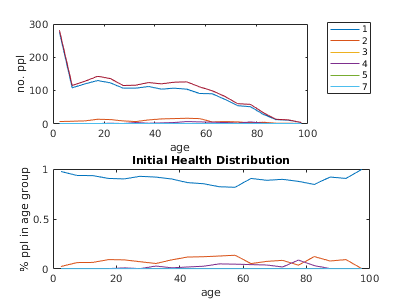 300
200
100
0
no. ppl
0 20 40 60 80 100
age
1
2
3
4
5
7
Initial Health Distribution
1
0.5
0
% ppl in age group
0 20 40 60 80 100
age